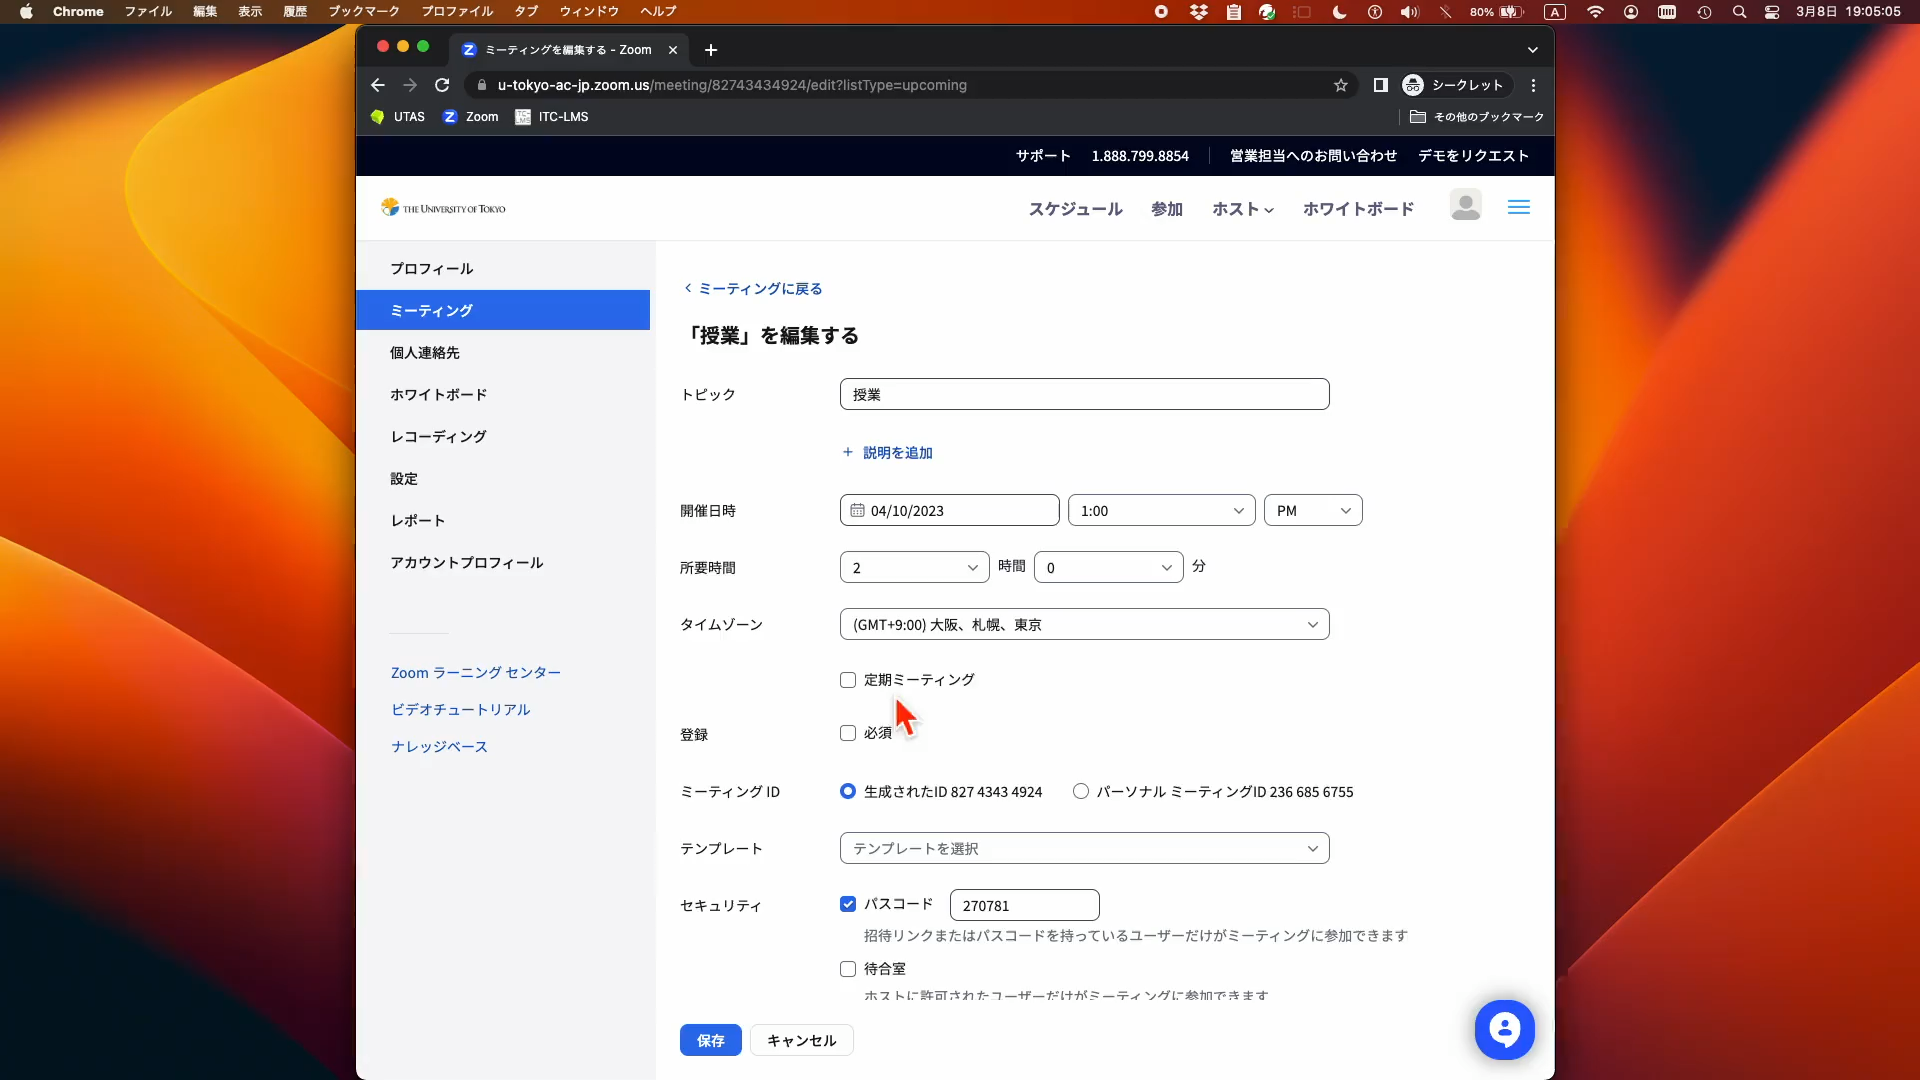 Chrome ファイル 編集 表示 履歴 ブックマーク プロファイル タブ ウィンドウ ヘルプ 80% A 3月8日 19:05:05
ミーティングを編集する - Zoom
u-tokyo-ac-jp.zoom.us/meeting/82743434924/edit?listType=upcoming シークレット
UTAS Zoom ITC-LMS その他のブックマーク
サポート 1.888.799.8854 営業担当へのお問い合わせ デモをリクエスト
THE UNIVERSITY OF TOKYO スケジュール 参加 ホスト ホワイトボード
プロフィール
ミーティング
個人連絡先
ホワイトボード
レコーディング
設定
レポート
アカウントプロフィール
Zoom ラーニング センター
ビデオチュートリアル
ナレッジベース
ミーティングに戻る
「授業」を編集する
トピック 授業
+ 説明を追加
開催日時 04/10/2023 1:00 PM
所要時間 2 時間 0 分
タイムゾーン (GMT+9:00) 大阪、札幌、東京
定期ミーティング
登録 必須
ミーティング ID 生成されたID 827 4343 4924 パーソナル ミーティングID 236 685 6755
テンプレート テンプレートを選択
セキュリティ パスコード 270781
招待リンクまたはパスコードを持っているユーザーだけがミーティングに参加できます
待合室
ホストに許可されたユーザーだけがミーティングに参加できます
保存 キャンセル